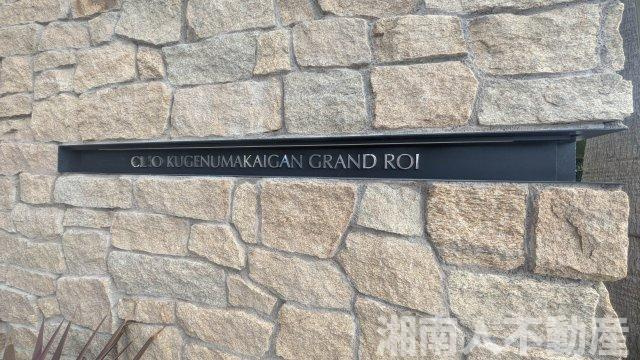 CLIO KUGENUMAKAIGAN GRAND ROI
湘南人不動産